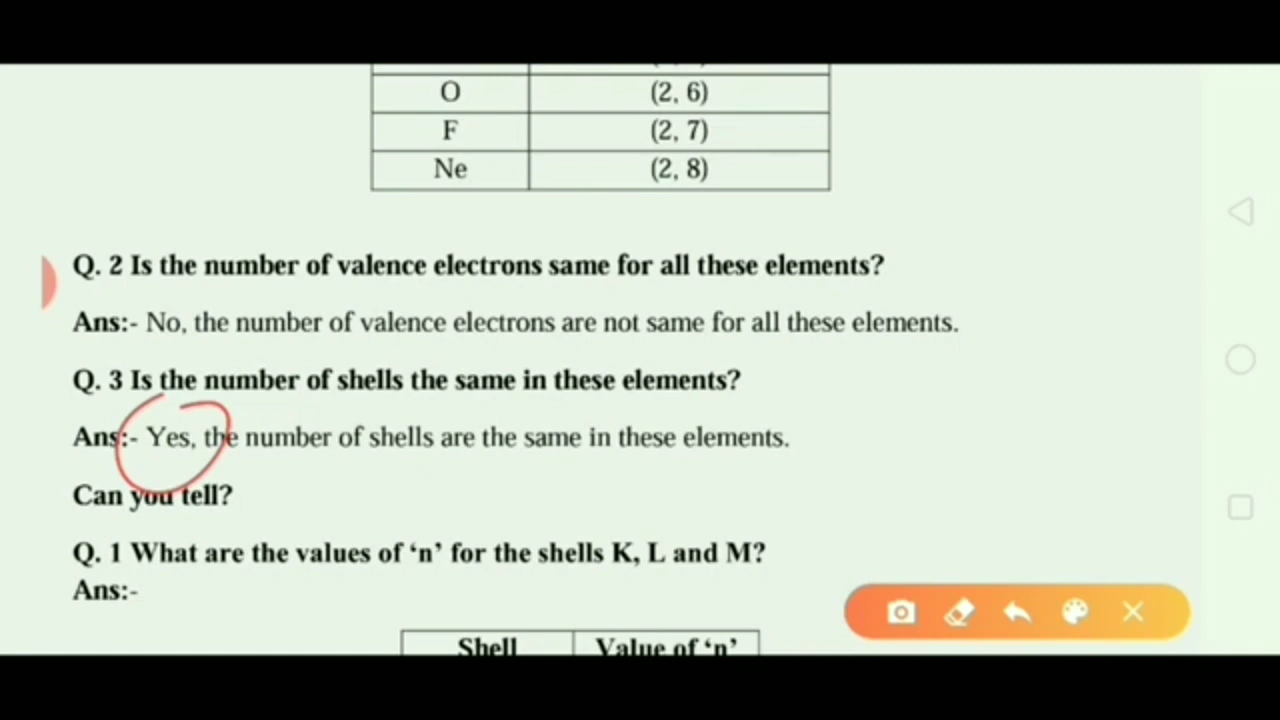 O (2, 6)
F (2, 7)
Ne (2, 8)
Q. 2 Is the number of valence electrons same for all these elements?
Ans:- No, the number of valence electrons are not same for all these elements.
Q. 3 Is the number of shells the same in these elements?
Ans:- Yes, the number of shells are the same in these elements.
Can you tell?
Q. 1 What are the values of ‘n’ for the shells K, L and M?
Ans:-
Shell Value of ‘n’